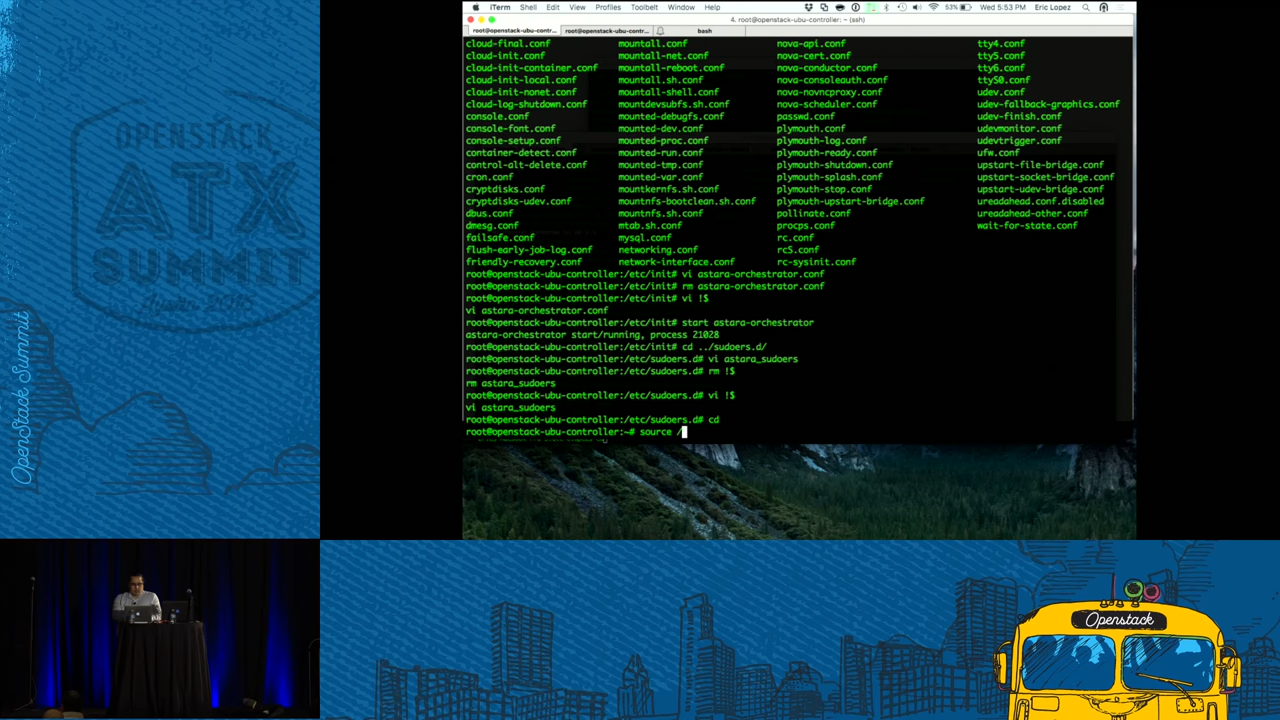 iTerm Shell Edit View Profiles Toolbelt Window Help 53% Wed 5:53 PM Eric Lopez
4. root@openstack-ubu-controller: ~ (ssh)
root@openstack-ubu-contr... root@openstack-ubu-contr... bash
cloud-final.conf mountall.conf nova-api.conf tty4.conf
cloud-init.conf mountall-net.conf nova-cert.conf tty5.conf
cloud-init-container.conf mountall-reboot.conf nova-conductor.conf tty6.conf
cloud-init-local.conf mountall.sh.conf nova-consoleauth.conf ttyS0.conf
cloud-init-nonet.conf mountall-shell.conf nova-novncproxy.conf udev.conf
cloud-log-shutdown.conf mountdevsubfs.sh.conf nova-scheduler.conf udev-fallback-graphics.conf
console.conf mounted-debugfs.conf passwd.conf udev-finish.conf
console-font.conf mounted-dev.conf plymouth.conf udevmonitor.conf
console-setup.conf mounted-proc.conf plymouth-log.conf udevtrigger.conf
container-detect.conf mounted-run.conf plymouth-ready.conf ufw.conf
control-alt-delete.conf mounted-tmp.conf plymouth-shutdown.conf upstart-file-bridge.conf
cron.conf mounted-var.conf plymouth-splash.conf upstart-socket-bridge.conf
cryptdisks.conf mountkernfs.sh.conf plymouth-stop.conf upstart-udev-bridge.conf
cryptdisks-udev.conf mountnfs-bootclean.sh.conf plymouth-upstart-bridge.conf ureadahead.conf.disabled
dbus.conf mountnfs.sh.conf pollinate.conf ureadahead-other.conf
dmesg.conf mtab.sh.conf procps.conf wait-for-state.conf
failsafe.conf mysql.conf rc.conf
flush-early-job-log.conf networking.conf rcS.conf
friendly-recovery.conf network-interface.conf rc-sysinit.conf
root@openstack-ubu-controller:/etc/init# vi astara-orchestrator.conf
root@openstack-ubu-controller:/etc/init# rm astara-orchestrator.conf
root@openstack-ubu-controller:/etc/init# vi !$
vi astara-orchestrator.conf
root@openstack-ubu-controller:/etc/init# start astara-orchestrator
astara-orchestrator start/running, process 21028
root@openstack-ubu-controller:/etc/init# cd ../sudoers.d/
root@openstack-ubu-controller:/etc/sudoers.d# vi astara_sudoers
root@openstack-ubu-controller:/etc/sudoers.d# rm !$
rm astara_sudoers
root@openstack-ubu-controller:/etc/sudoers.d# vi !$
vi astara_sudoers
root@openstack-ubu-controller:/etc/sudoers.d# cd
root@openstack-ubu-controller:~# source /
OpenStack Summit
OPENSTACK
Openstack